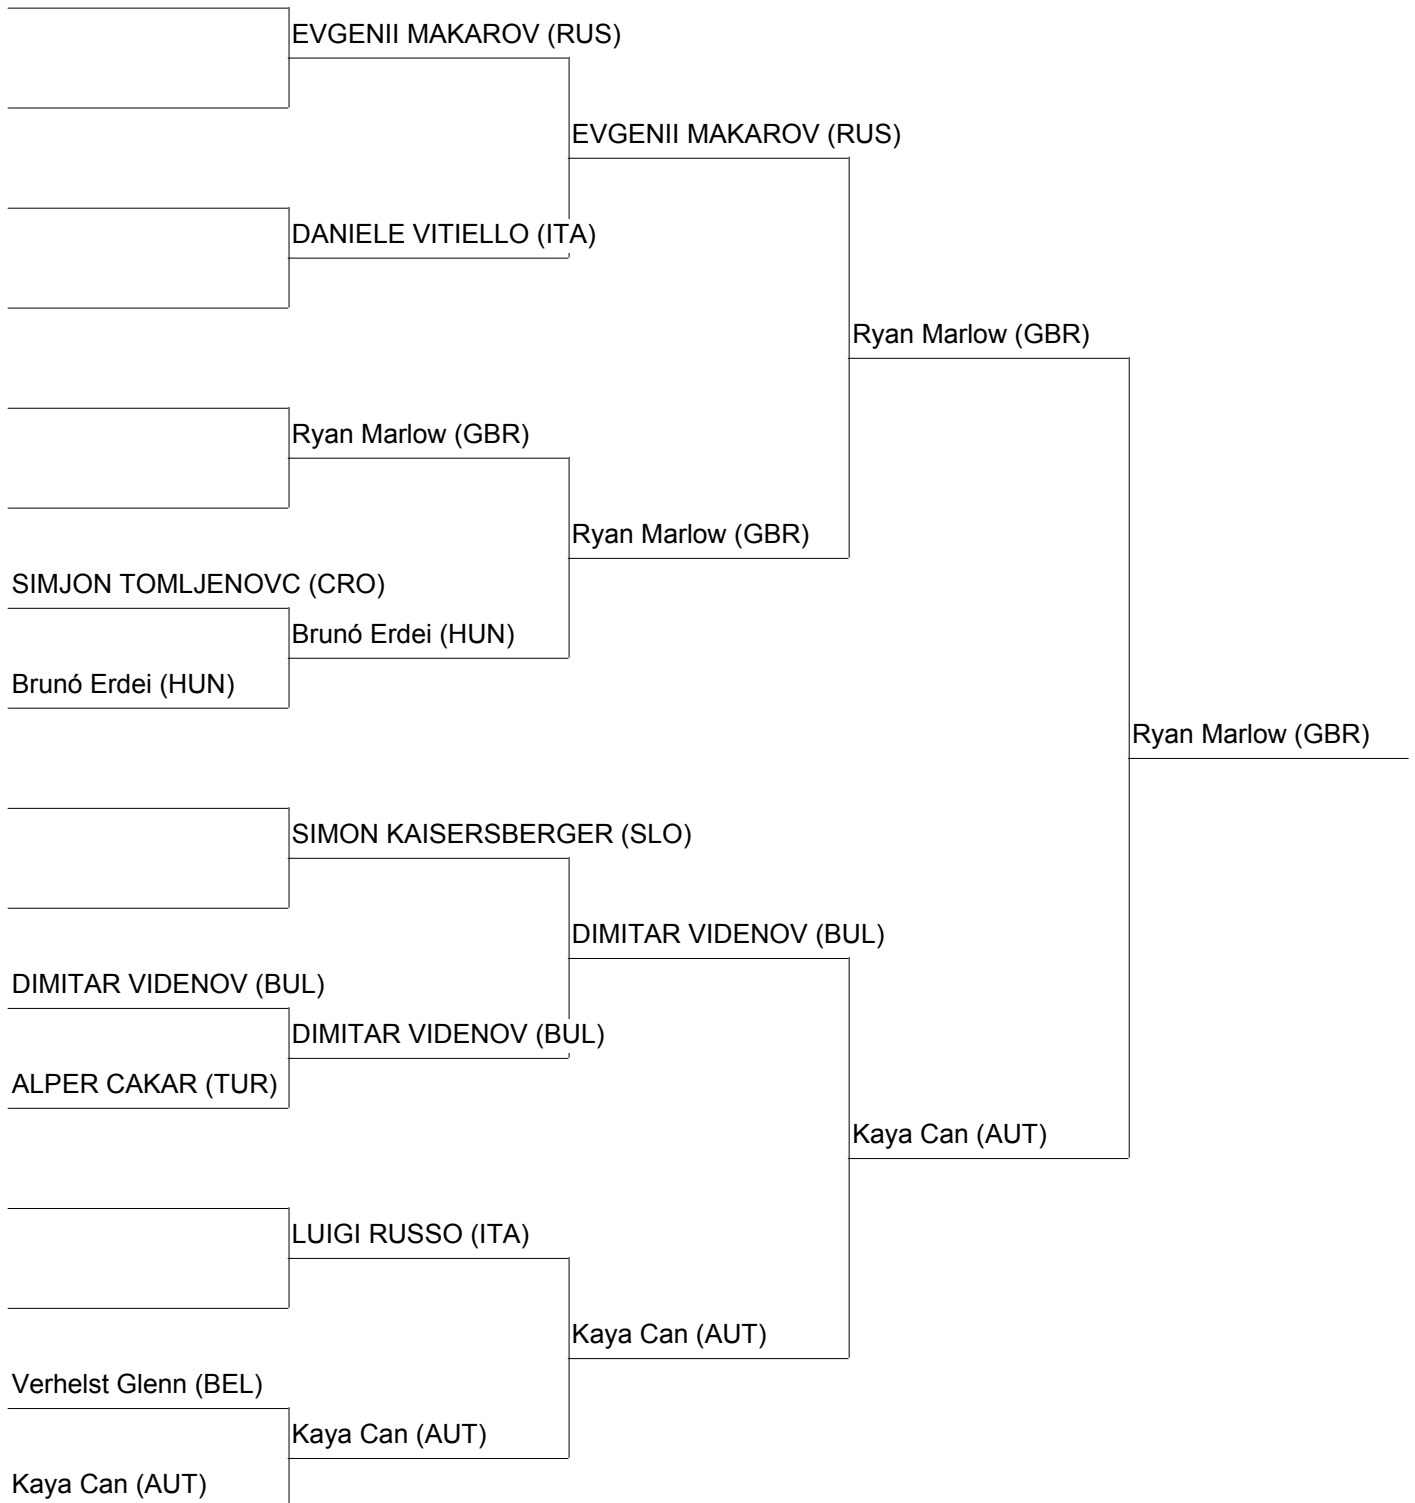 EVGENII MAKAROV (RUS)
EVGENII MAKAROV (RUS)
DANIELE VITIELLO (ITA)
Ryan Marlow (GBR)
Ryan Marlow (GBR)
Ryan Marlow (GBR)
SIMJON TOMLJENOVC (CRO)
Brunó Erdei (HUN)
Brunó Erdei (HUN)
Ryan Marlow (GBR)
SIMON KAISERSBERGER (SLO)
DIMITAR VIDENOV (BUL)
DIMITAR VIDENOV (BUL)
DIMITAR VIDENOV (BUL)
ALPER CAKAR (TUR)
Kaya Can (AUT)
LUIGI RUSSO (ITA)
Kaya Can (AUT)
Verhelst Glenn (BEL)
Kaya Can (AUT)
Kaya Can (AUT)